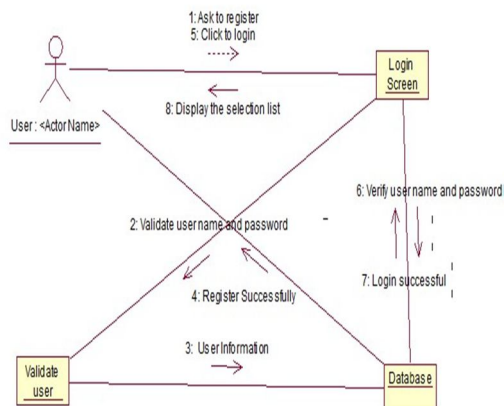 1: Ask to register
5: Click to login
8: Display the selection list
Login
Screen
User : <Actor Name>
6: Verify user name and password
2: Validate user name and password
7: Login successful
4: Register Successfully
3: User Information
Validate
user
Database